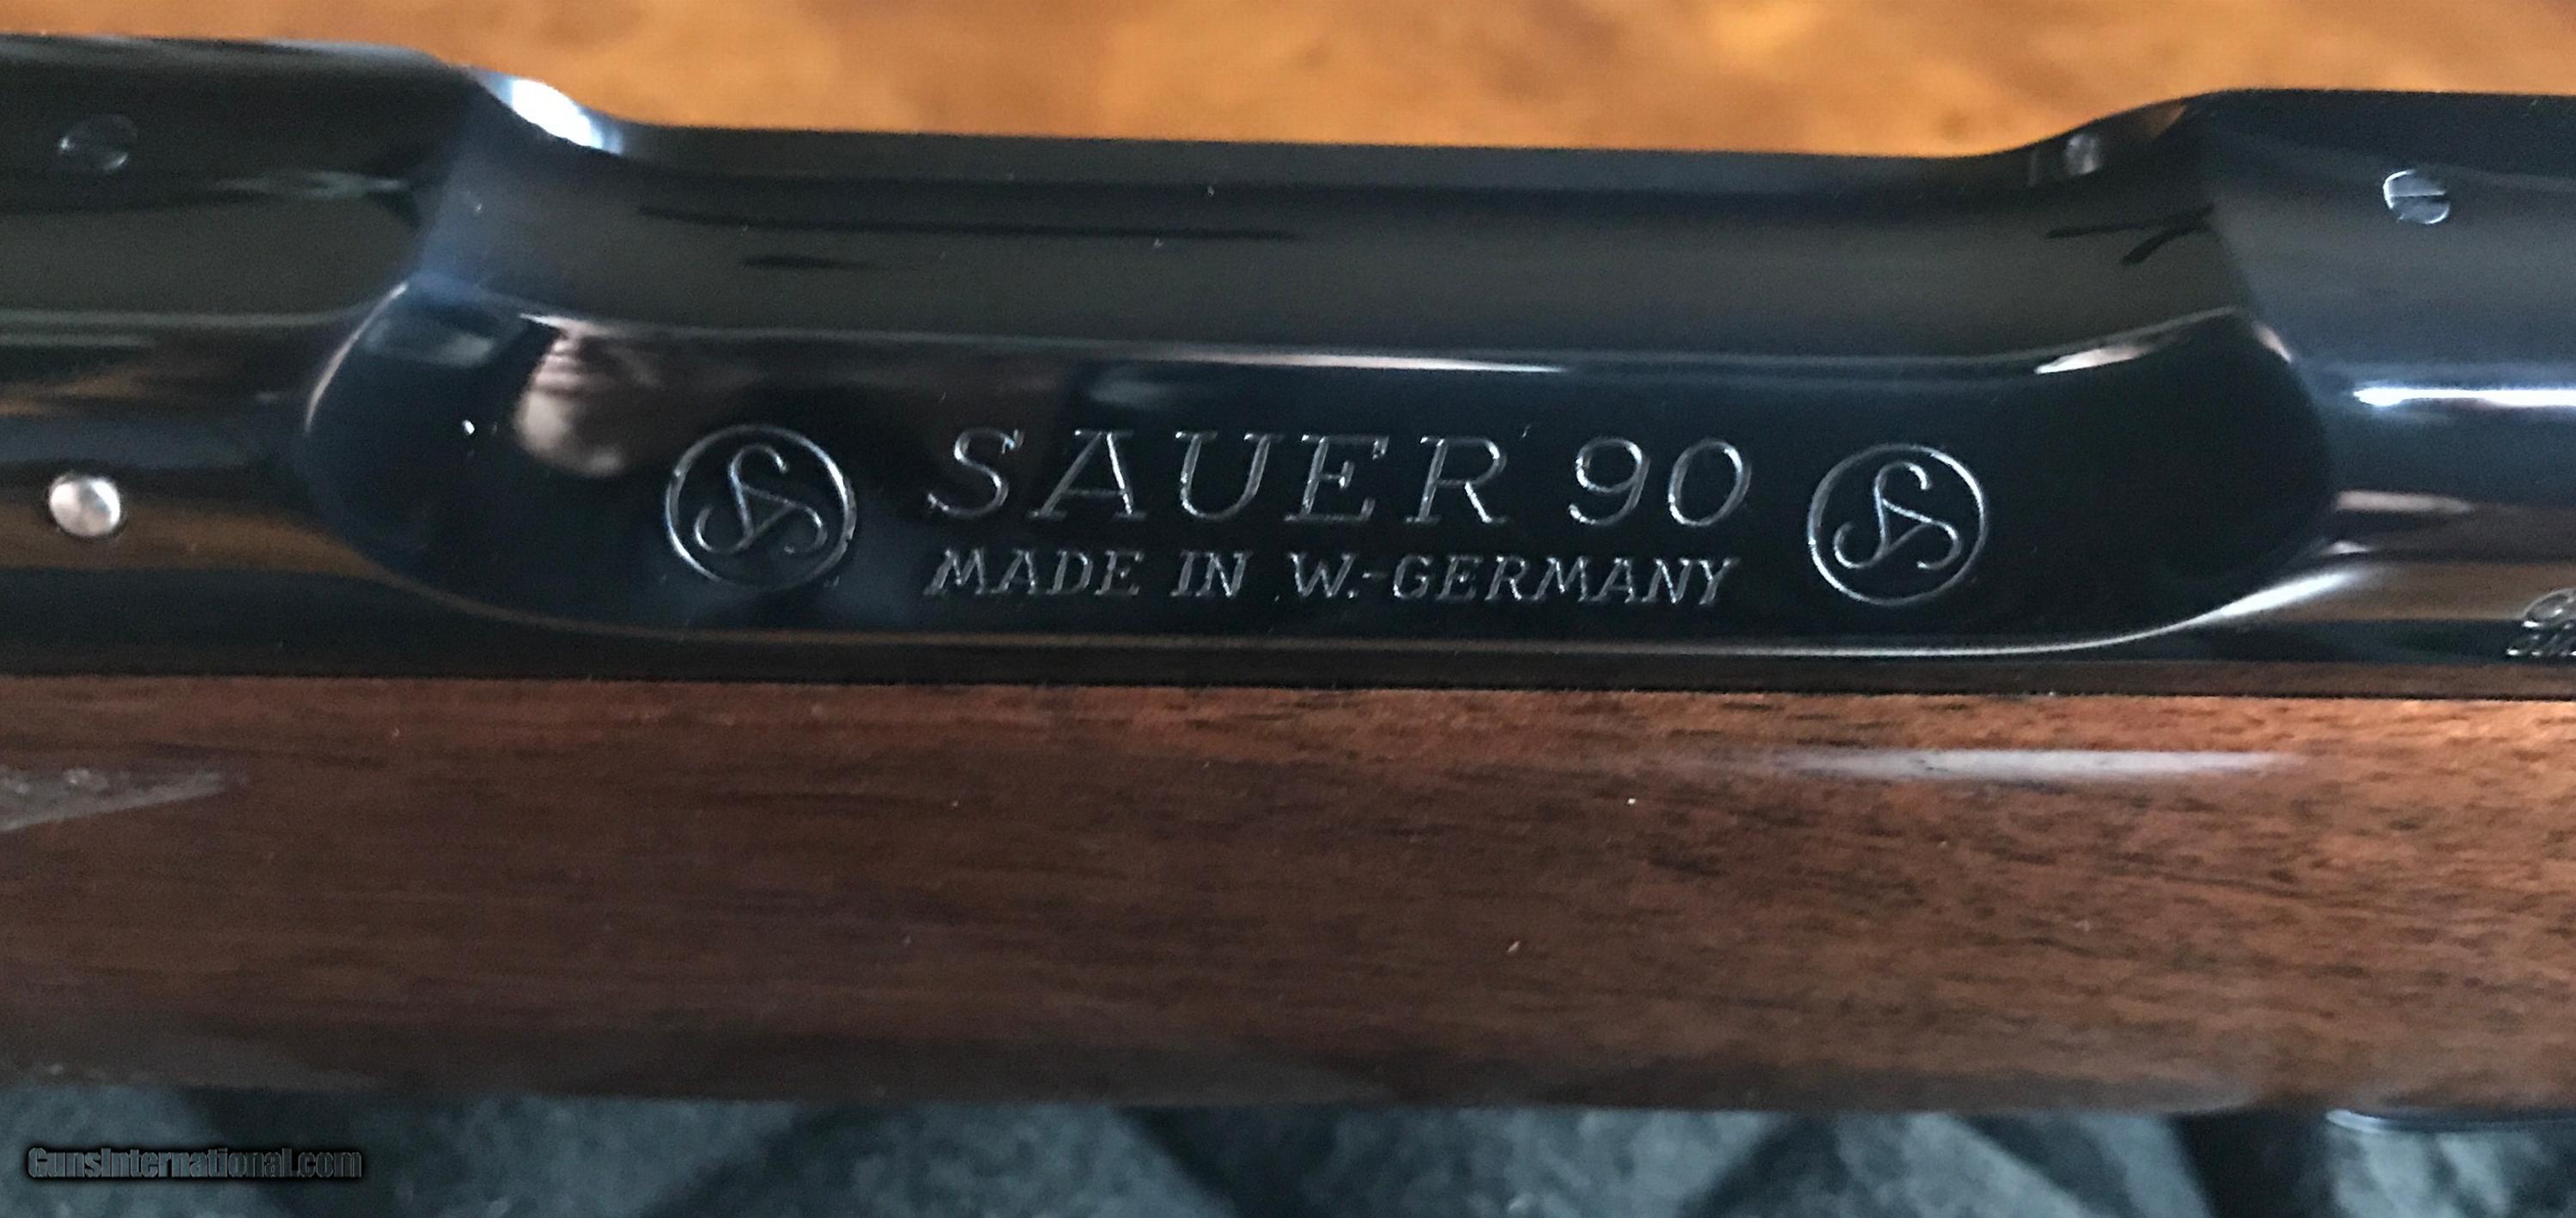 SAUER 90
MADE IN W.-GERMANY
GunsInternational.com